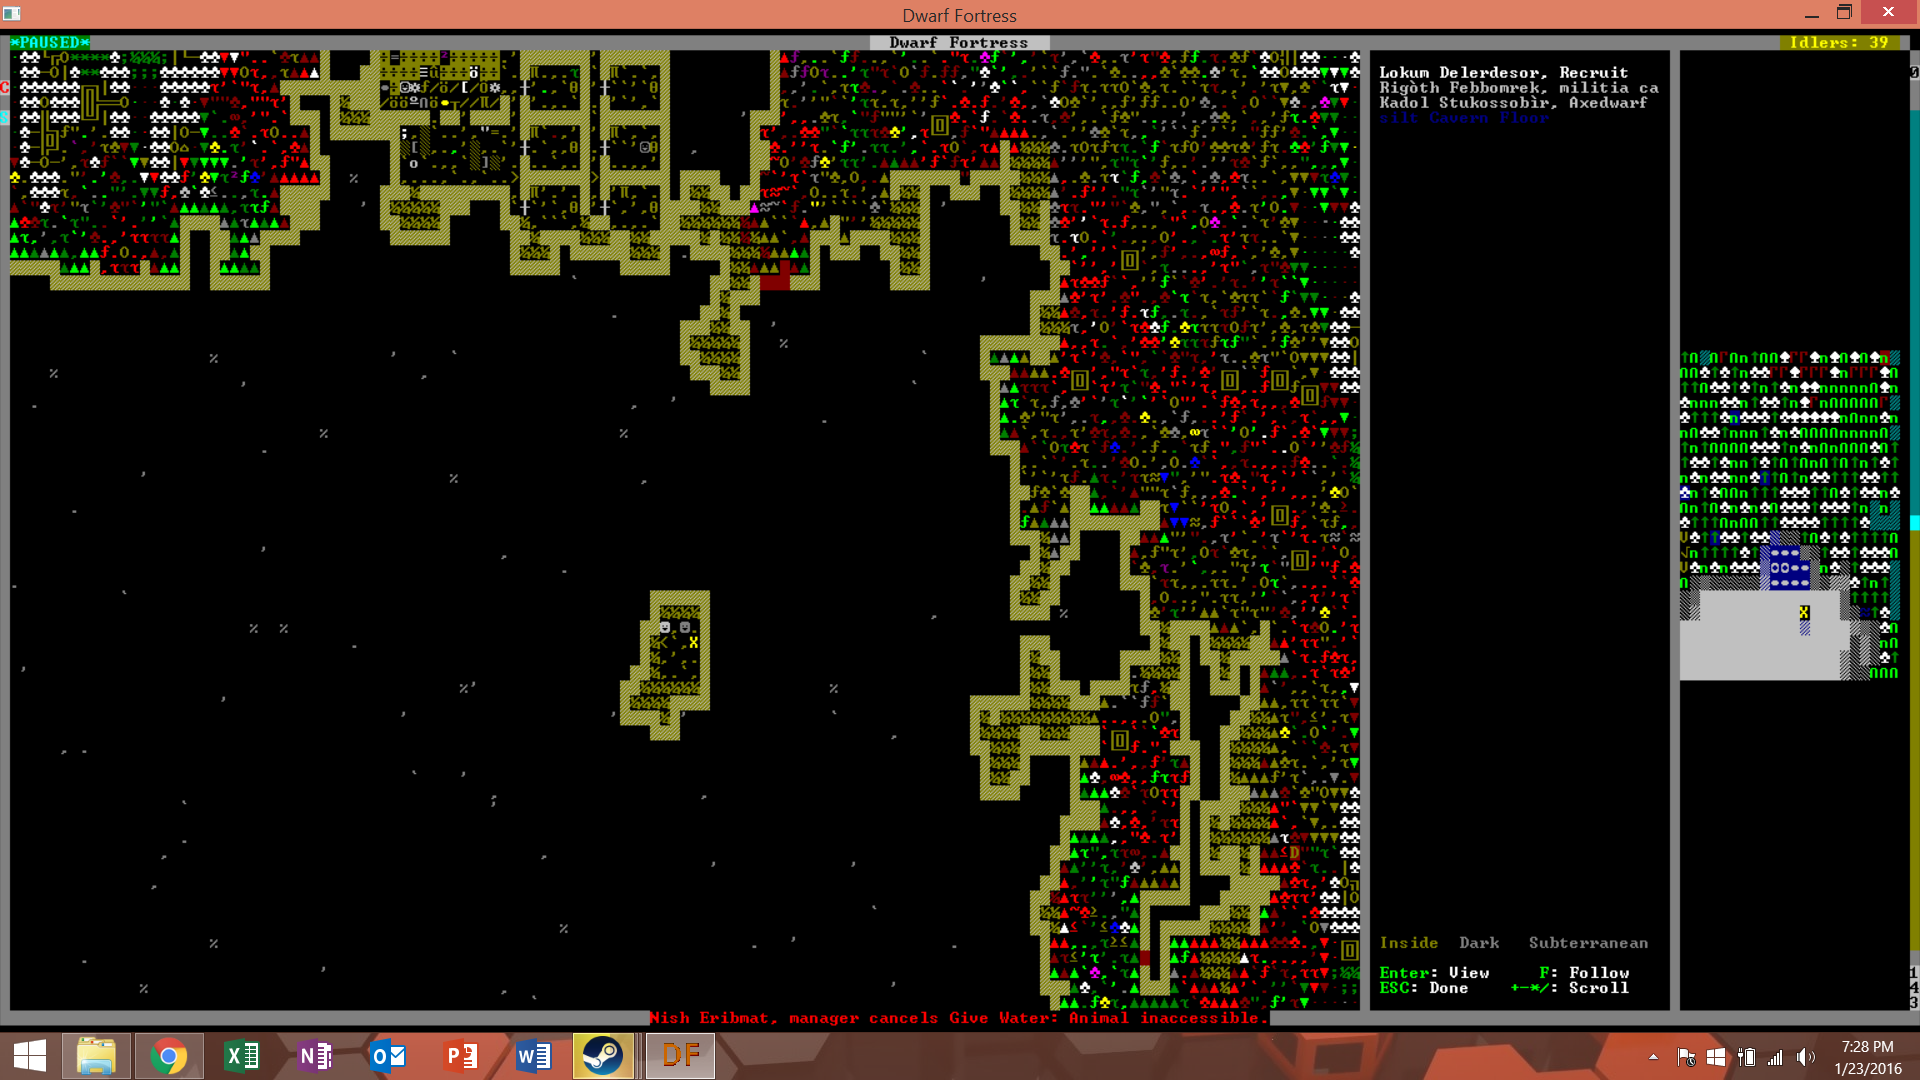 Dwarf Fortress
*PAUSED*
Dwarf Fortress
Idlers: 39
Lokum Delerdesor, Recruit
Rigòth Febbomrek, militia ca
Kadol Stukossobìr, Axedwarf
silt Cavern Floor
Inside Dark Subterranean
Enter: View F: Follow
ESC: Done +-*/: Scroll
Nish Eribmat, manager cancels Give Water: Animal inaccessible.
DF
7:28 PM
1/23/2016